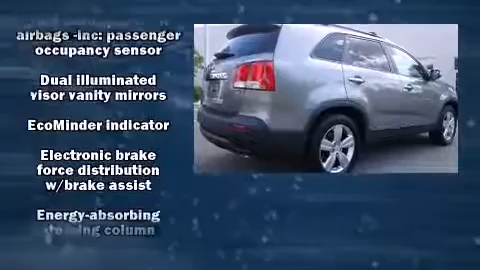 airbags -inc: passenger
occupancy sensor
Dual illuminated
visor vanity mirrors
EcoMinder indicator
Electronic brake
force distribution
w/brake assist
Energy-absorbing
column